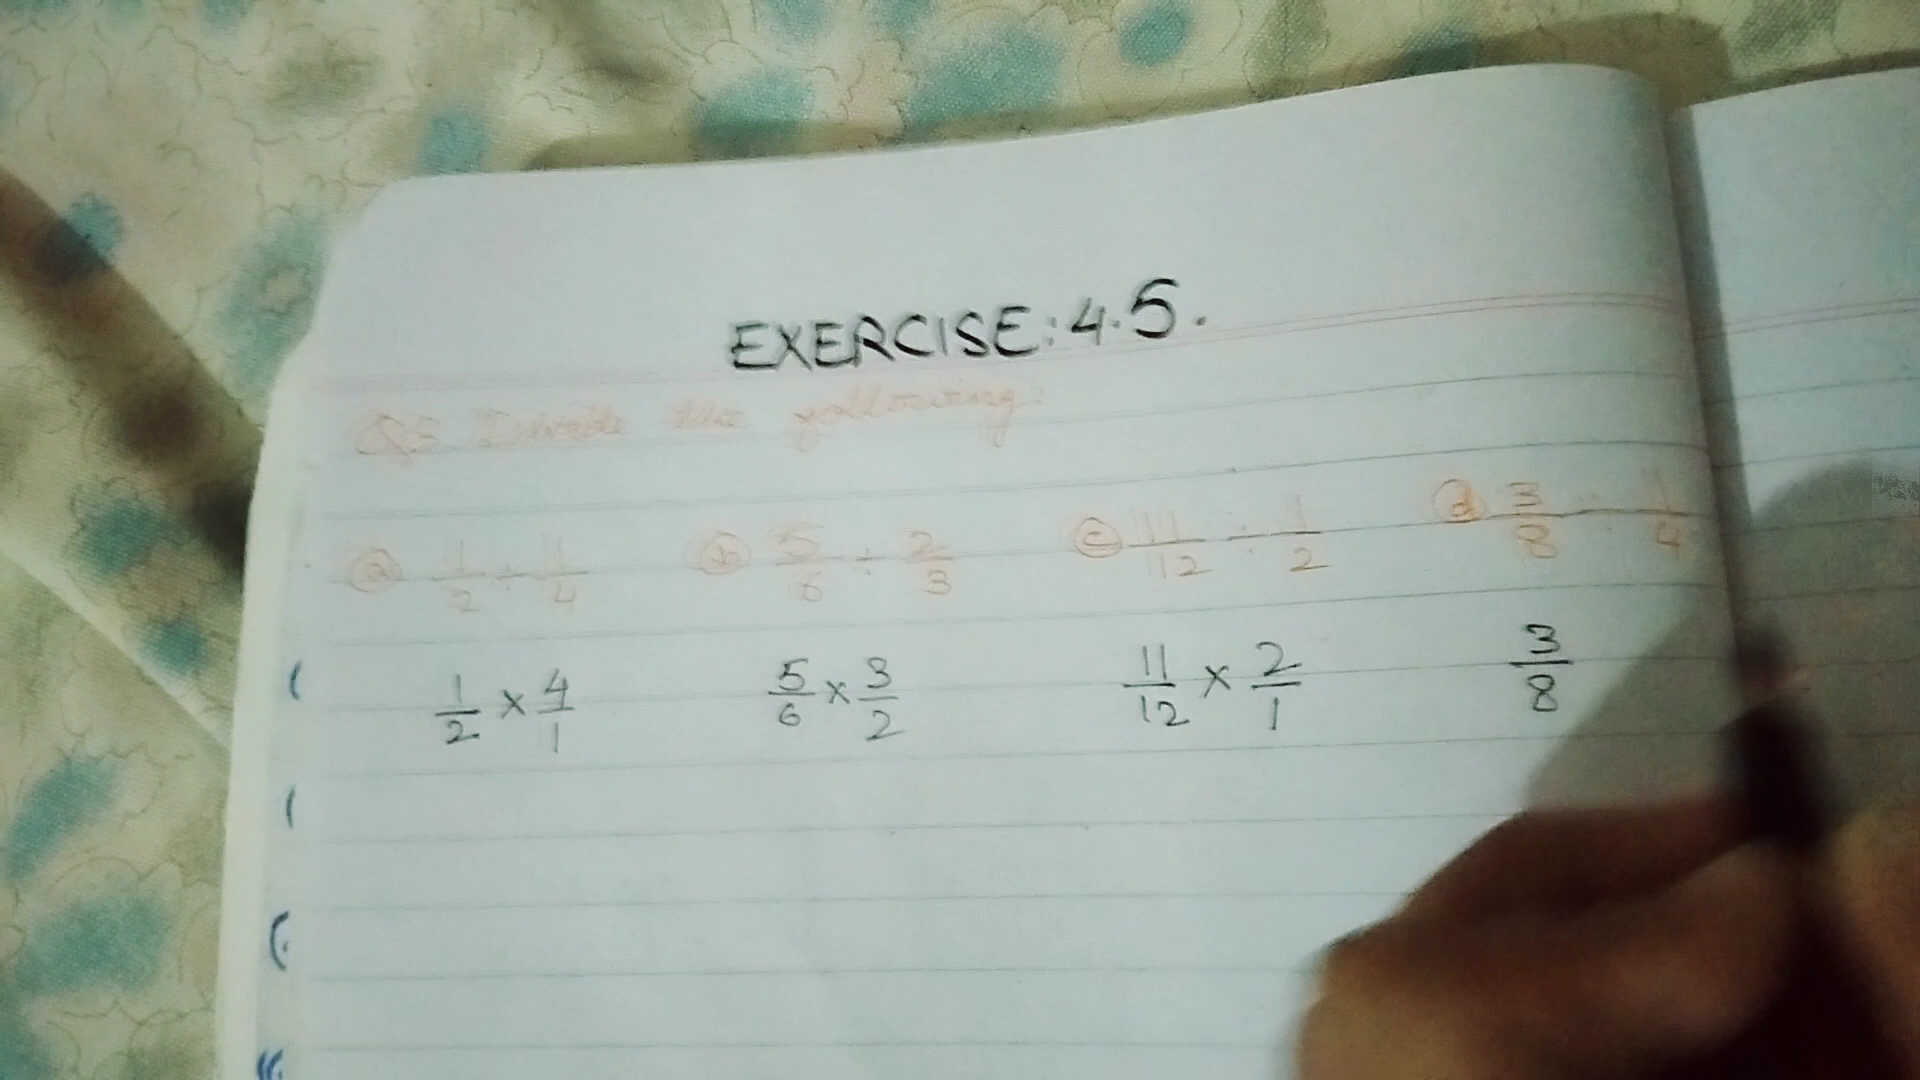 EXERCISE: 4.5.
Q3 Divide the following:
(a) 1/2 ÷ 1/4 (b) 5/6 ÷ 2/3 (c) 11/12 ÷ 1/2 (d) 3/8 ÷ 1/4
1/2 × 4/1 5/6 × 3/2 11/12 × 2/1 3/8